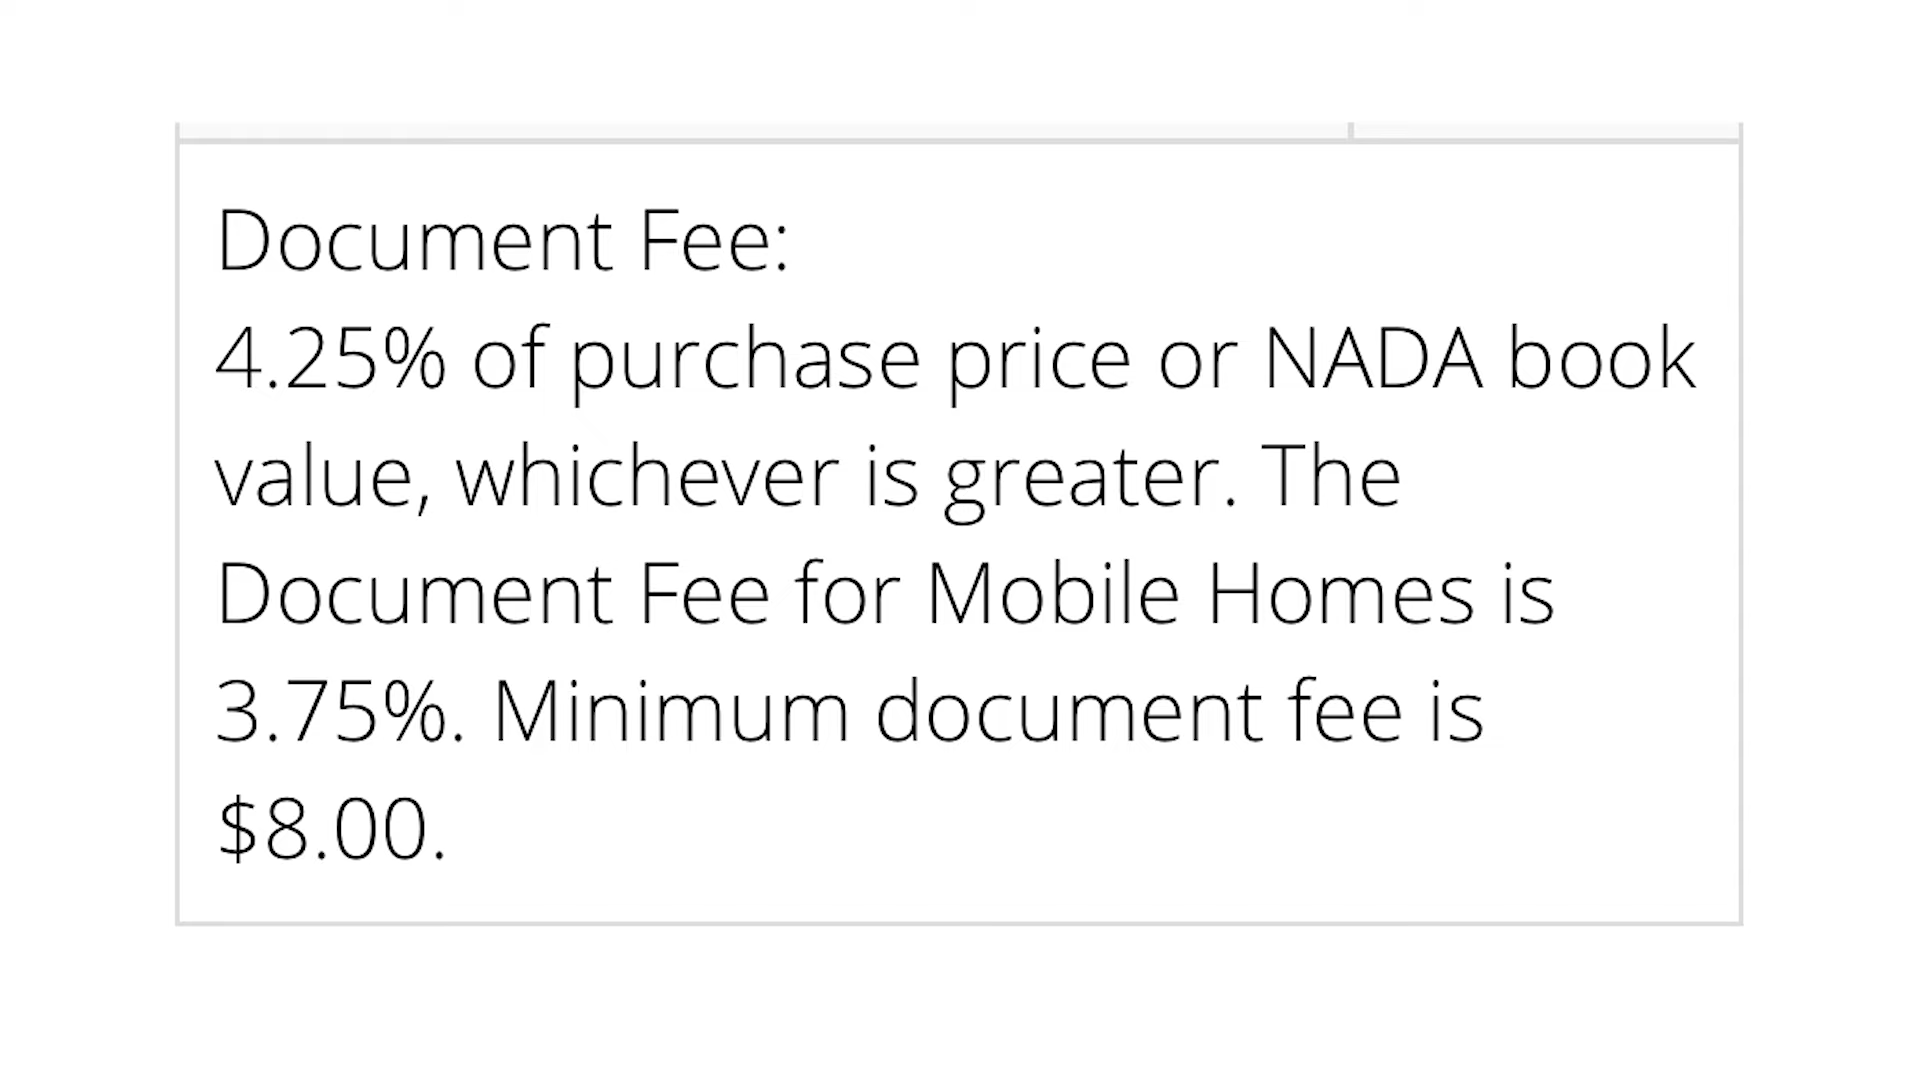 Document Fee:
4.25% of purchase price or NADA book
value, whichever is greater. The
Document Fee for Mobile Homes is
3.75%. Minimum document fee is
$8.00.